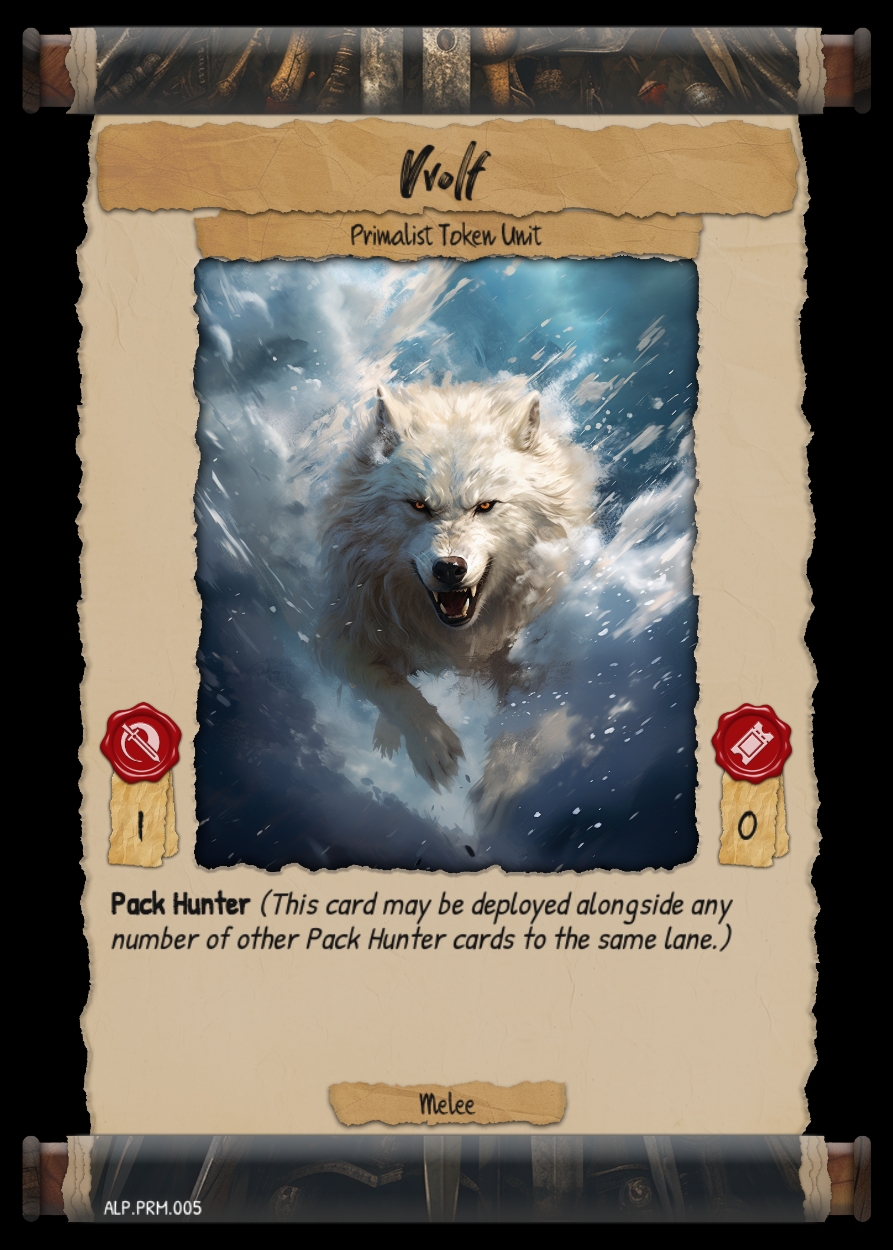 Vrolf
Primalist Token Unit
1
0
Pack Hunter (This card may be deployed alongside any
number of other Pack Hunter cards to the same lane.)
Melee
ALP.PRM.005